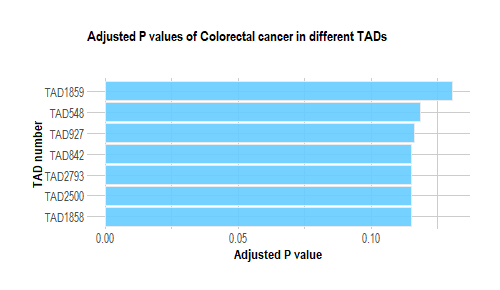 Adjusted P values of Colorectal cancer in different TADs
TAD number
TAD1859
TAD548
TAD927
TAD842
TAD2793
TAD2500
TAD1858
0.00
0.05
0.10
Adjusted P value